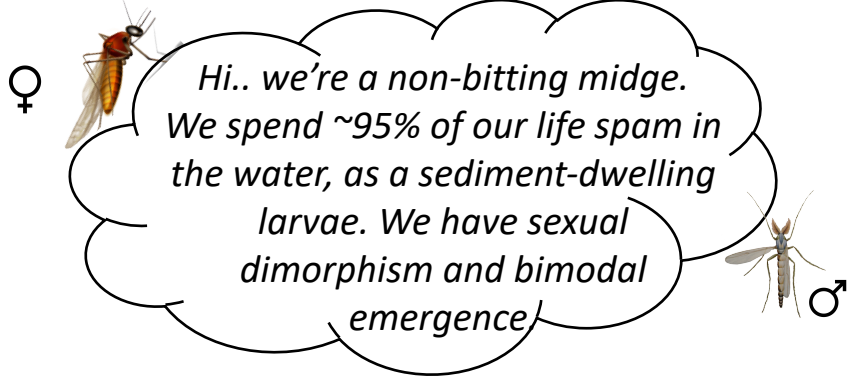 Hi.. we’re a non-bitting midge.
We spend ~95% of our life spam in
the water, as a sediment-dwelling
larvae. We have sexual
dimorphism and bimodal
emergence.